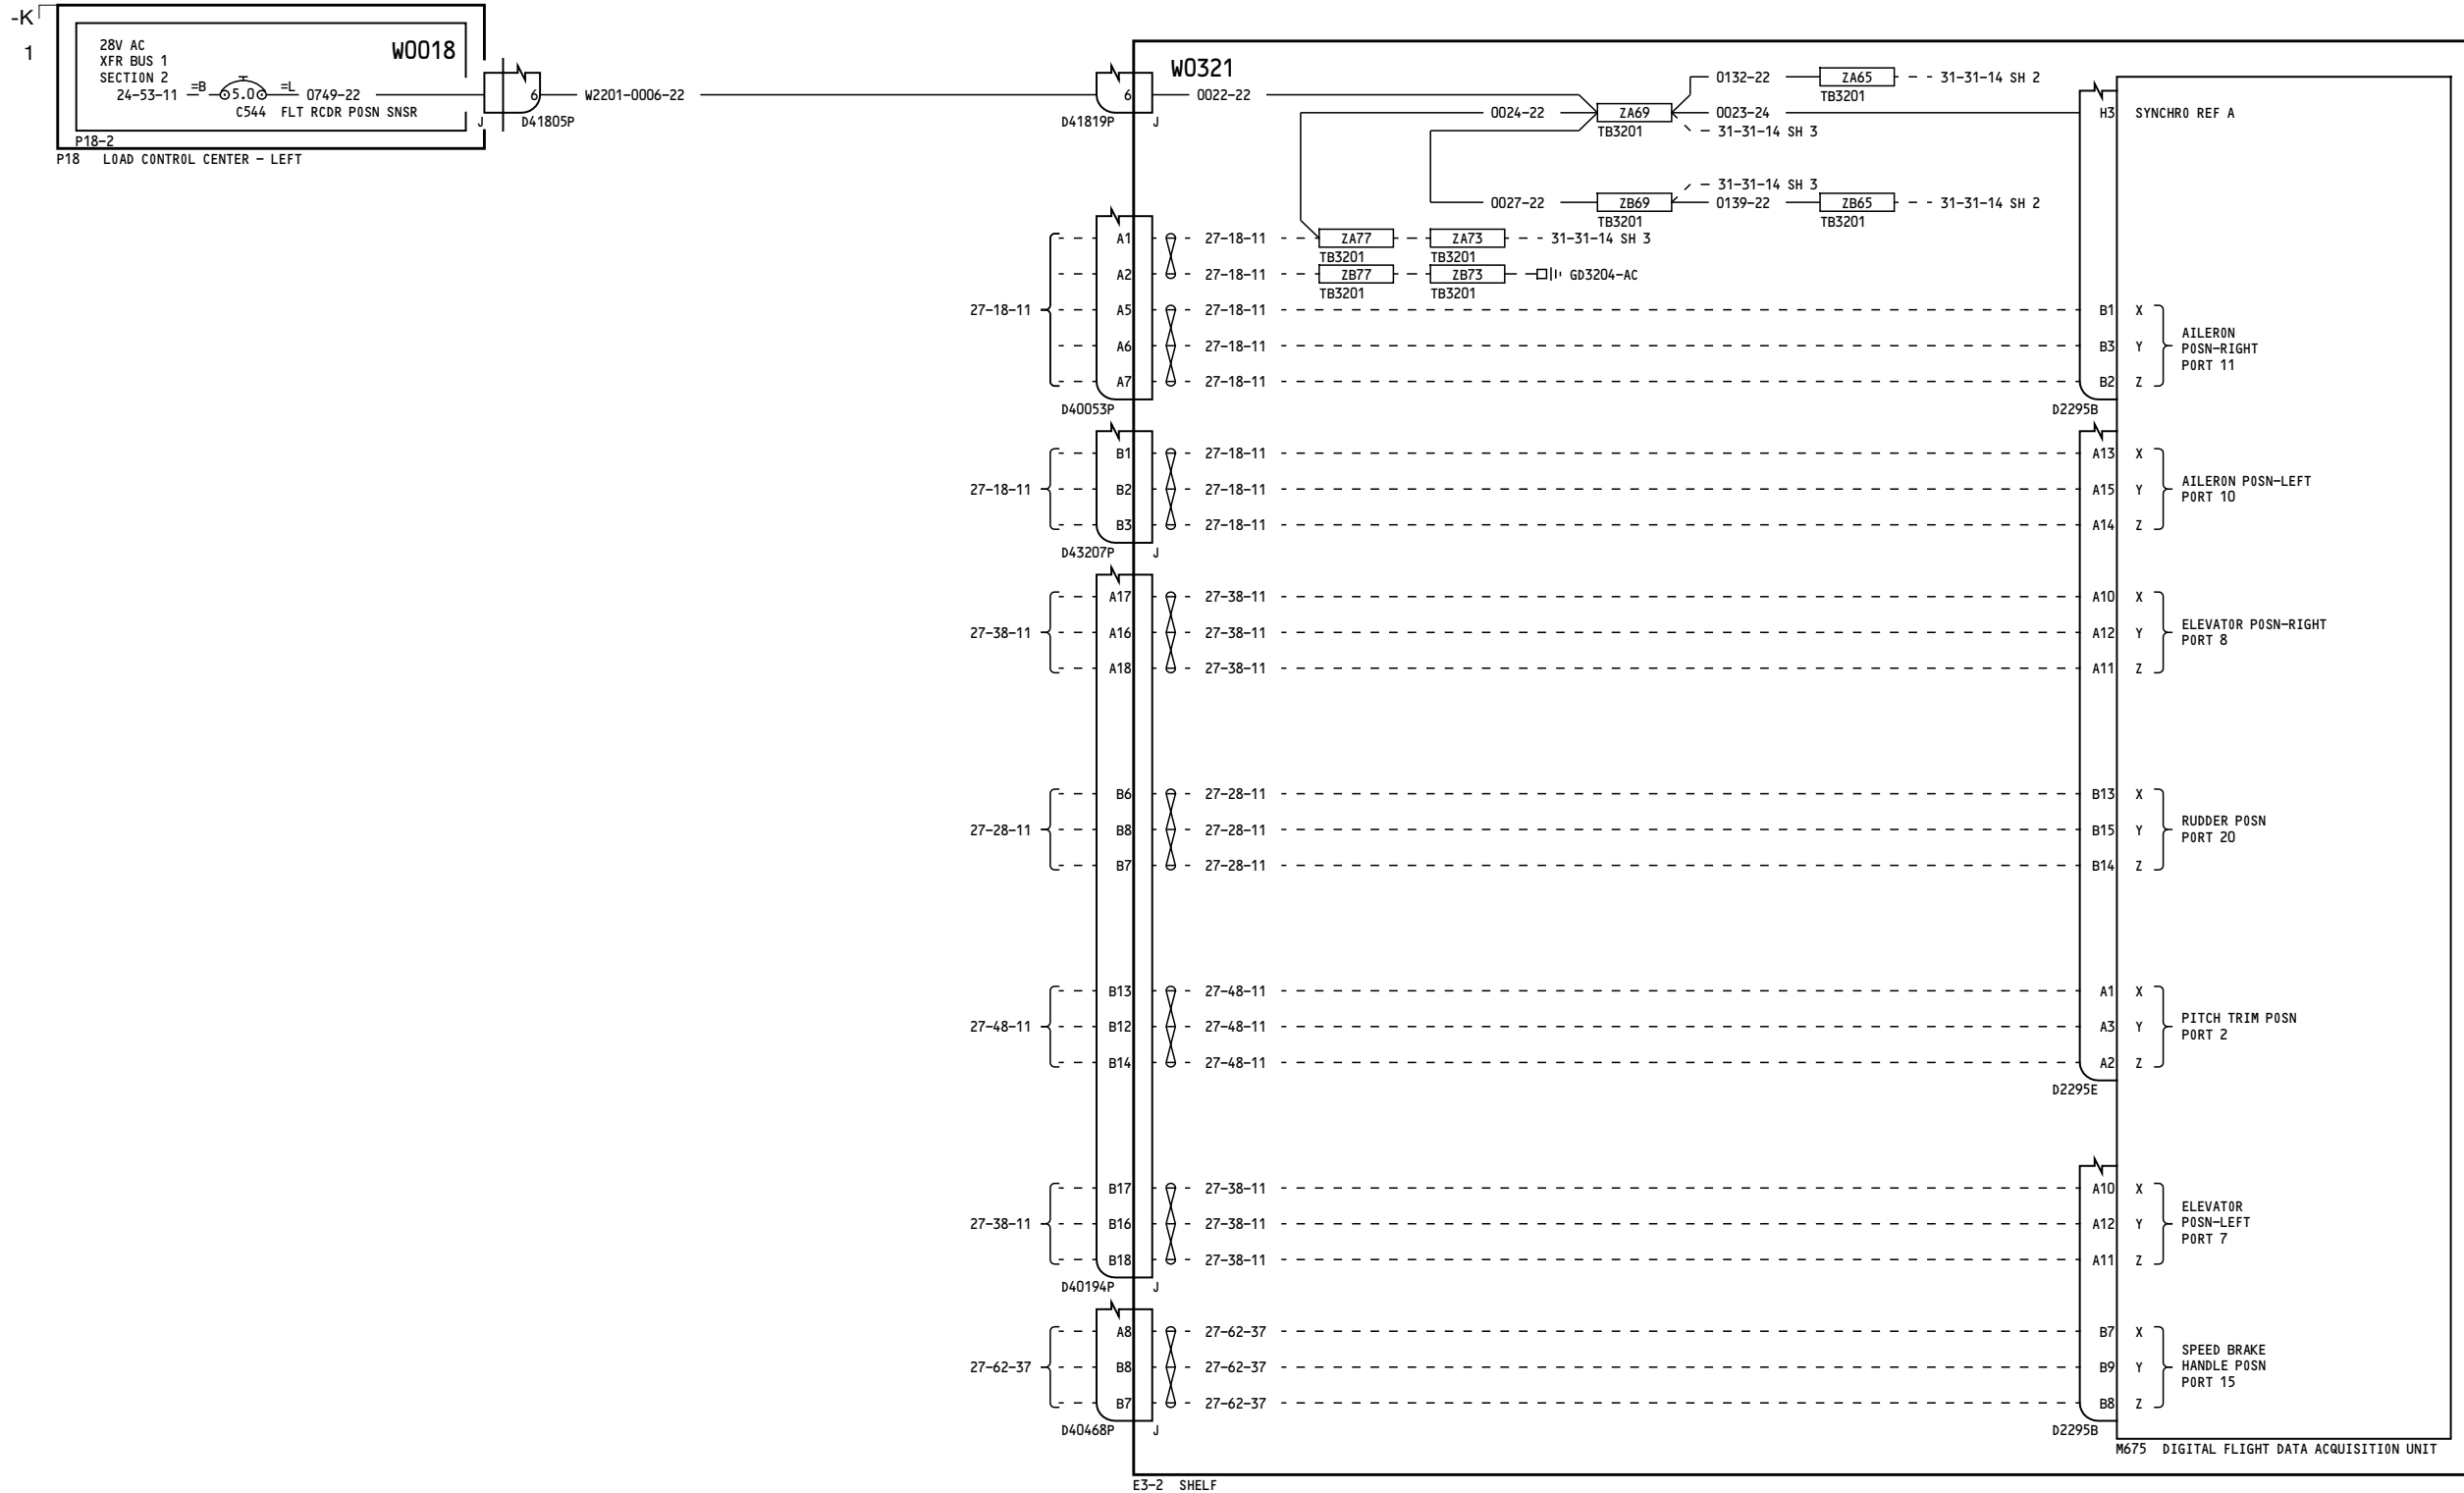 -K
1
28V AC
XFR BUS 1
SECTION 2
24-53-11
=B
5.0
=L
0749-22
C544
FLT RCDR POSN SNSR
W0018
P18-2
P18 LOAD CONTROL CENTER - LEFT
J
6
D41805P
W2201-0006-22
6
D41819P
J
W0321
0022-22
0024-22
ZA69
TB3201
0132-22
ZA65
TB3201
31-31-14 SH 2
0023-24
31-31-14 SH 3
H3
SYNCHRO REF A
31-31-14 SH 3
0027-22
ZB69
TB3201
0139-22
ZB65
TB3201
31-31-14 SH 2
27-18-11
A1
27-18-11
ZA77
TB3201
ZA73
TB3201
31-31-14 SH 3
A2
27-18-11
ZB77
TB3201
ZB73
TB3201
GD3204-AC
A5
27-18-11
B1
X
A6
27-18-11
B3
Y
A7
27-18-11
B2
Z
AILERON
POSN-RIGHT
PORT 11
D40053P
D2295B
27-18-11
B1
27-18-11
A13
X
B2
27-18-11
A15
Y
B3
27-18-11
A14
Z
AILERON POSN-LEFT
PORT 10
D43207P
J
27-38-11
A17
27-38-11
A10
X
A16
27-38-11
A12
Y
A18
27-38-11
A11
Z
ELEVATOR POSN-RIGHT
PORT 8
27-28-11
B6
27-28-11
B13
X
B8
27-28-11
B15
Y
B7
27-28-11
B14
Z
RUDDER POSN
PORT 20
27-48-11
B13
27-48-11
A1
X
B12
27-48-11
A3
Y
B14
27-48-11
A2
Z
PITCH TRIM POSN
PORT 2
D2295E
27-38-11
B17
27-38-11
A10
X
B16
27-38-11
A12
Y
B18
27-38-11
A11
Z
ELEVATOR
POSN-LEFT
PORT 7
D40194P
J
27-62-37
A8
27-62-37
B7
X
B8
27-62-37
B9
Y
B7
27-62-37
B8
Z
SPEED BRAKE
HANDLE POSN
PORT 15
D40468P
J
D2295B
M675 DIGITAL FLIGHT DATA ACQUISITION UNIT
E3-2 SHELF